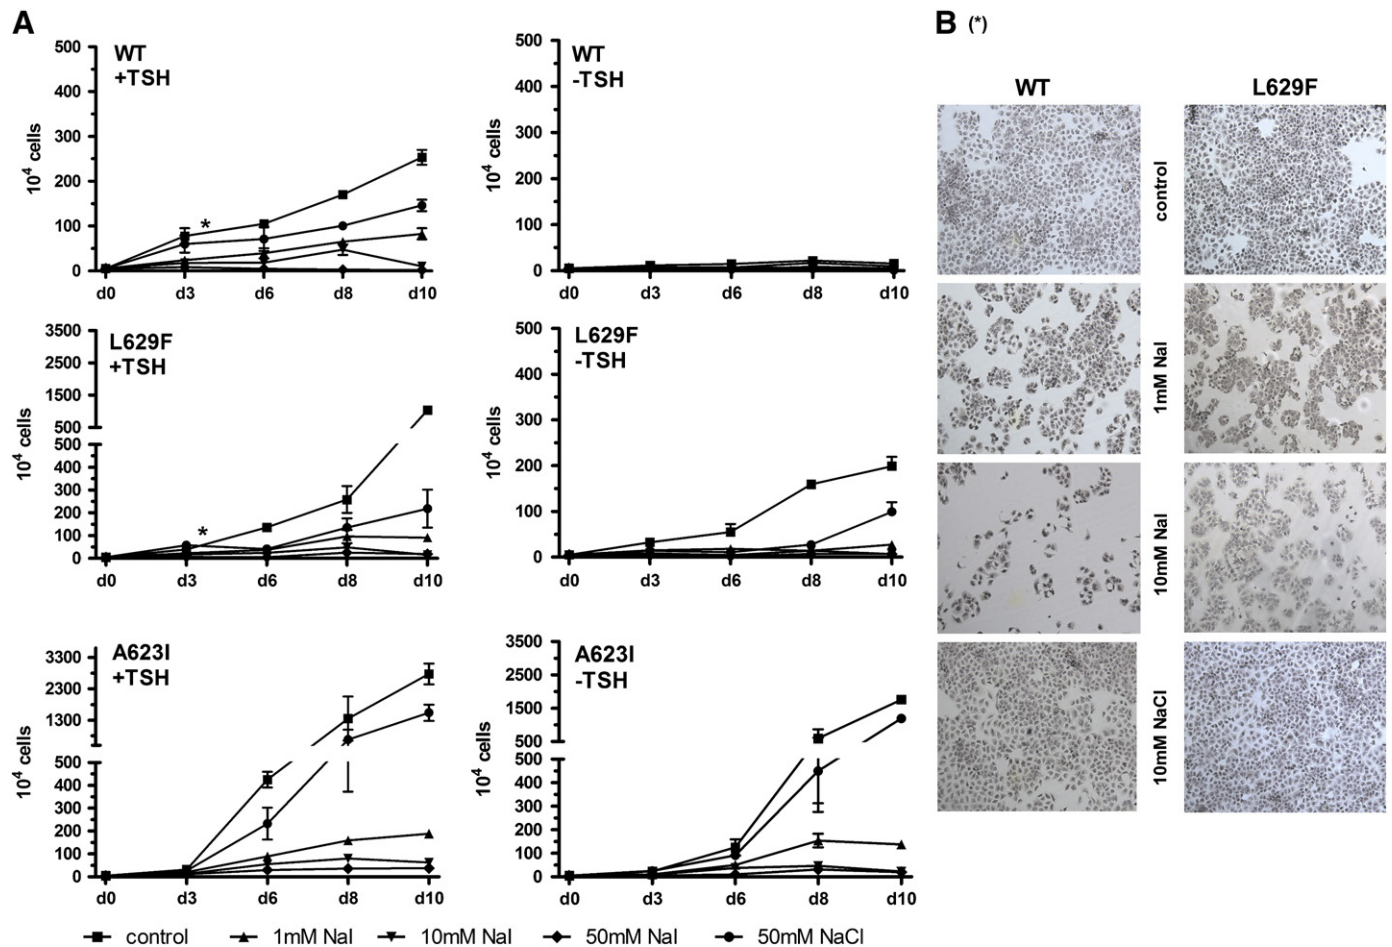 A
B (*)
WT
+TSH
500
400
300
200
100
0
10⁴ cells
*
d0 d3 d6 d8 d10
WT
-TSH
500
400
300
200
100
0
10⁴ cells
d0 d3 d6 d8 d10
L629F
+TSH
3500
2500
1500
500
500
400
300
200
100
0
10⁴ cells
*
d0 d3 d6 d8 d10
L629F
-TSH
500
400
300
200
100
0
10⁴ cells
d0 d3 d6 d8 d10
A623I
+TSH
3300
2300
1300
500
400
300
200
100
0
10⁴ cells
d0 d3 d6 d8 d10
A623I
-TSH
3500
2500
1500
500
500
400
300
200
100
0
10⁴ cells
d0 d3 d6 d8 d10
control 1mM NaI 10mM NaI 50mM NaI 50mM NaCl
WT L629F
control
1mM NaI
10mM NaI
10mM NaCl